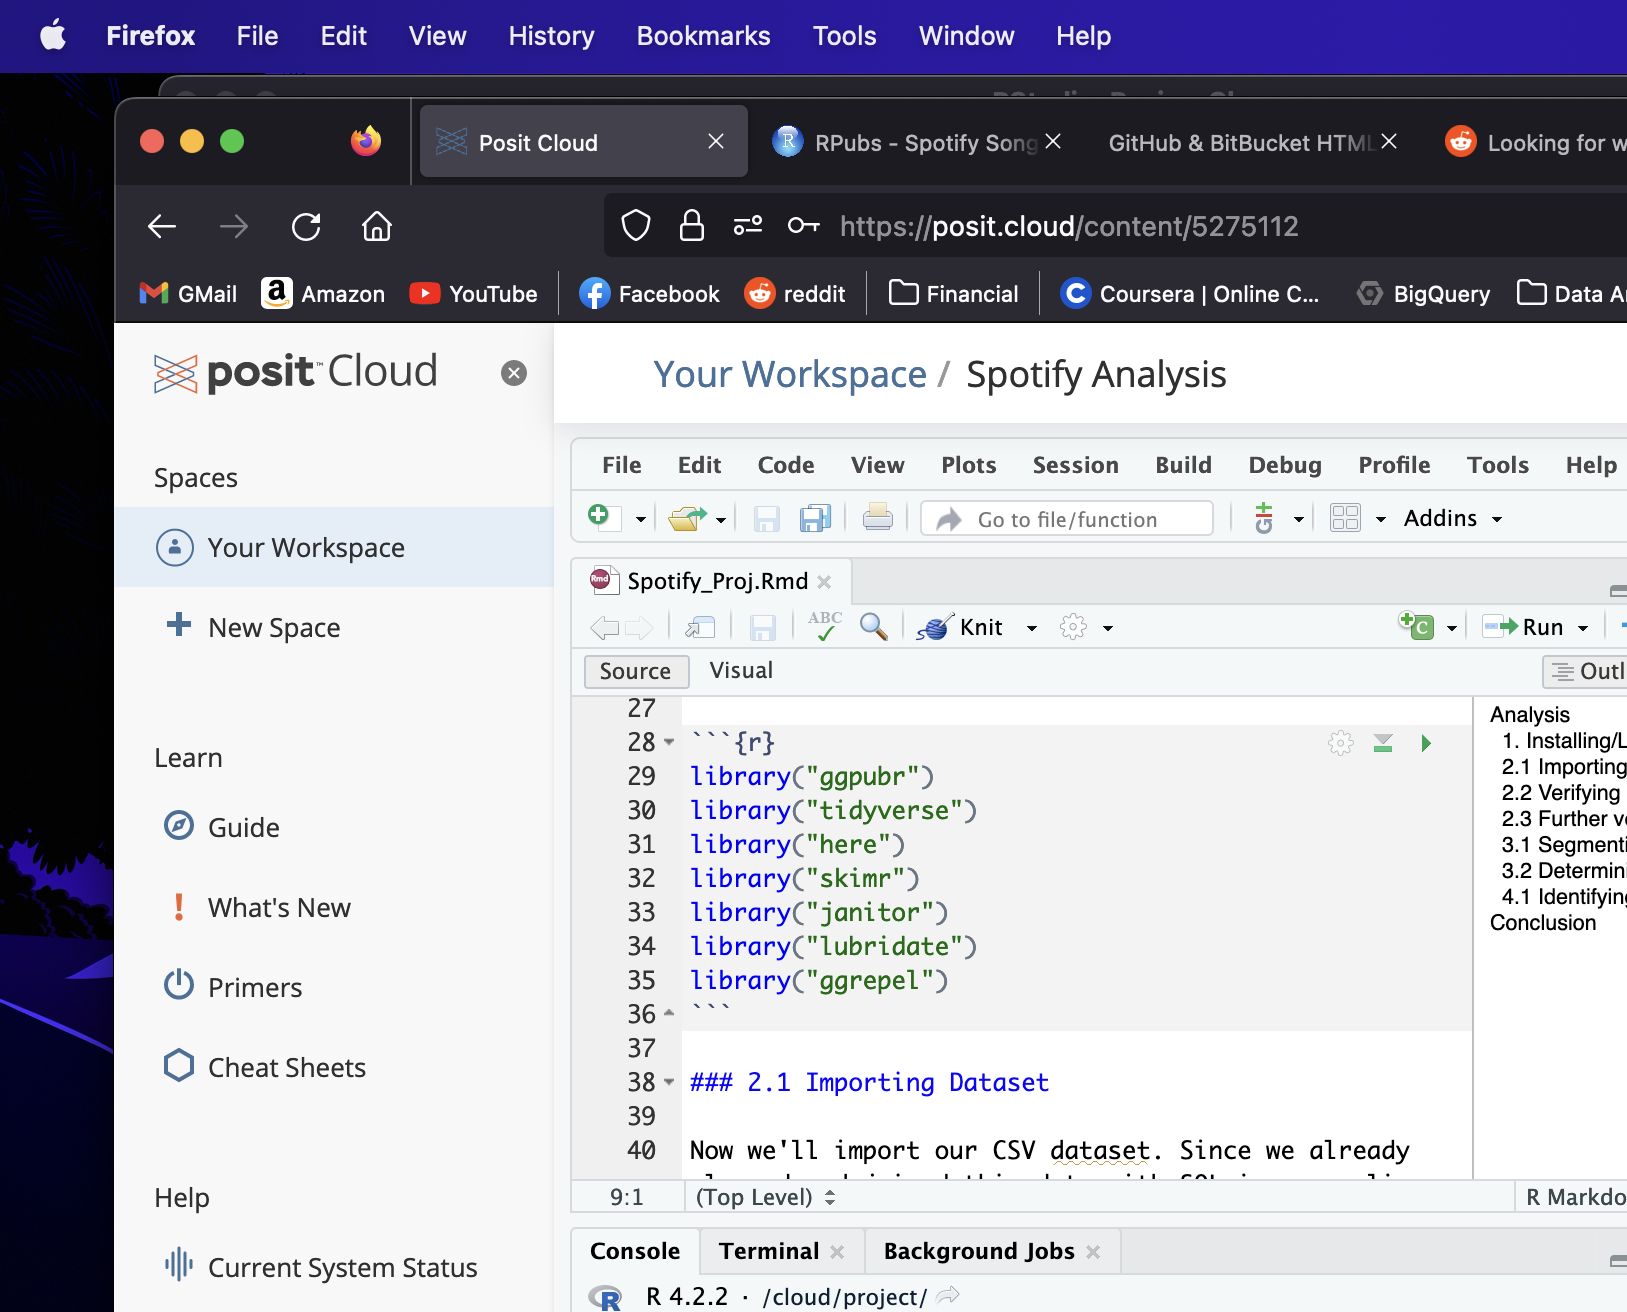 Firefox File Edit View History Bookmarks Tools Window Help
Posit Cloud
RPubs - Spotify Song
GitHub & BitBucket HTML
Looking for w
https://posit.cloud/content/5275112
GMail
Amazon
YouTube
Facebook
reddit
Financial
Coursera | Online C...
BigQuery
Data A
posit™ Cloud
Your Workspace / Spotify Analysis
Spaces
Your Workspace
New Space
Learn
Guide
What's New
Primers
Cheat Sheets
Help
Current System Status
File Edit Code View Plots Session Build Debug Profile Tools Help
Go to file/function
Addins
Spotify_Proj.Rmd
ABC
Knit
Run
Source Visual
Outl
27
28 ```{r}
29 library("ggpubr")
30 library("tidyverse")
31 library("here")
32 library("skimr")
33 library("janitor")
34 library("lubridate")
35 library("ggrepel")
36 ```
37
38 ### 2.1 Importing Dataset
39
40 Now we'll import our CSV dataset. Since we already
Analysis
1. Installing/L
2.1 Importing
2.2 Verifying
2.3 Further v
3.1 Segmenti
3.2 Determini
4.1 Identifying
Conclusion
9:1 (Top Level)
R Markdo
Console Terminal Background Jobs
R 4.2.2 · /cloud/project/